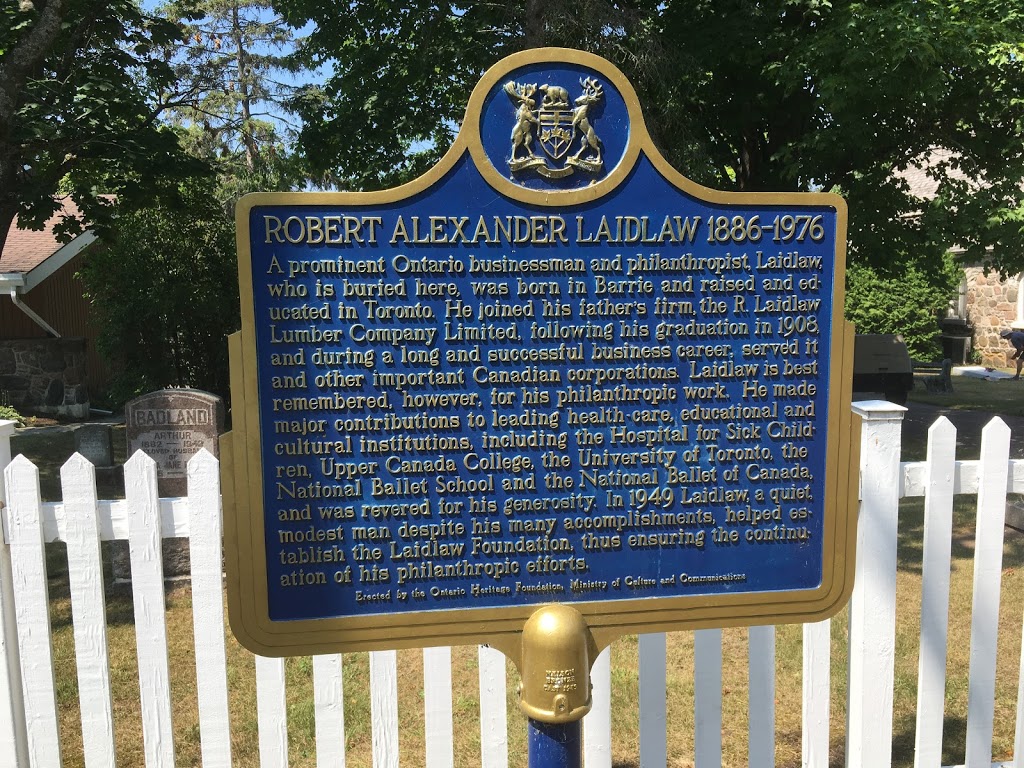 ROBERT ALEXANDER LAIDLAW 1886-1976
A prominent Ontario businessman and philanthropist, Laidlaw,
who is buried here, was born in Barrie and raised and ed-
ucated in Toronto. He joined his father's firm, the R. Laidlaw
Lumber Company Limited, following his graduation in 1908,
and during a long and successful business career, served it
and other important Canadian corporations. Laidlaw is best
remembered, however, for his philanthropic work. He made
major contributions to leading health-care, educational and
cultural institutions, including the Hospital for Sick Child-
ren, Upper Canada College, the University of Toronto, the
National Ballet School and the National Ballet of Canada,
and was revered for his generosity. In 1949 Laidlaw, a quiet,
modest man despite his many accomplishments, helped es-
tablish the Laidlaw Foundation, thus ensuring the continu-
ation of his philanthropic efforts.
Erected by the Ontario Heritage Foundation, Ministry of Culture and Communications
BADLAND
ARTHUR